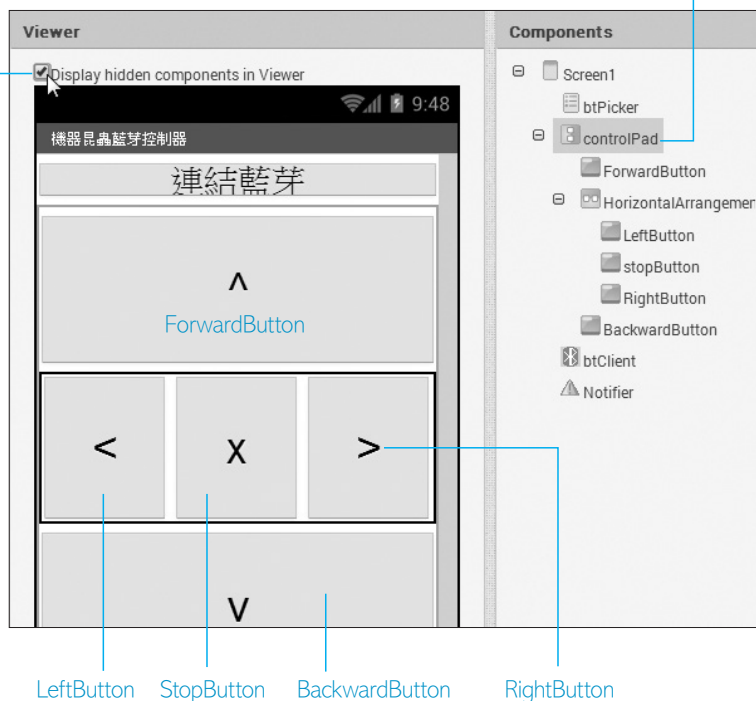 Viewer
Display hidden components in Viewer
9:48
機器昆蟲藍芽控制器
連結藍芽
^
ForwardButton
<
x
>
v
LeftButton
StopButton
BackwardButton
RightButton
Components
Screen1
btPicker
controlPad
ForwardButton
HorizontalArrangemen
LeftButton
stopButton
RightButton
BackwardButton
btClient
Notifier